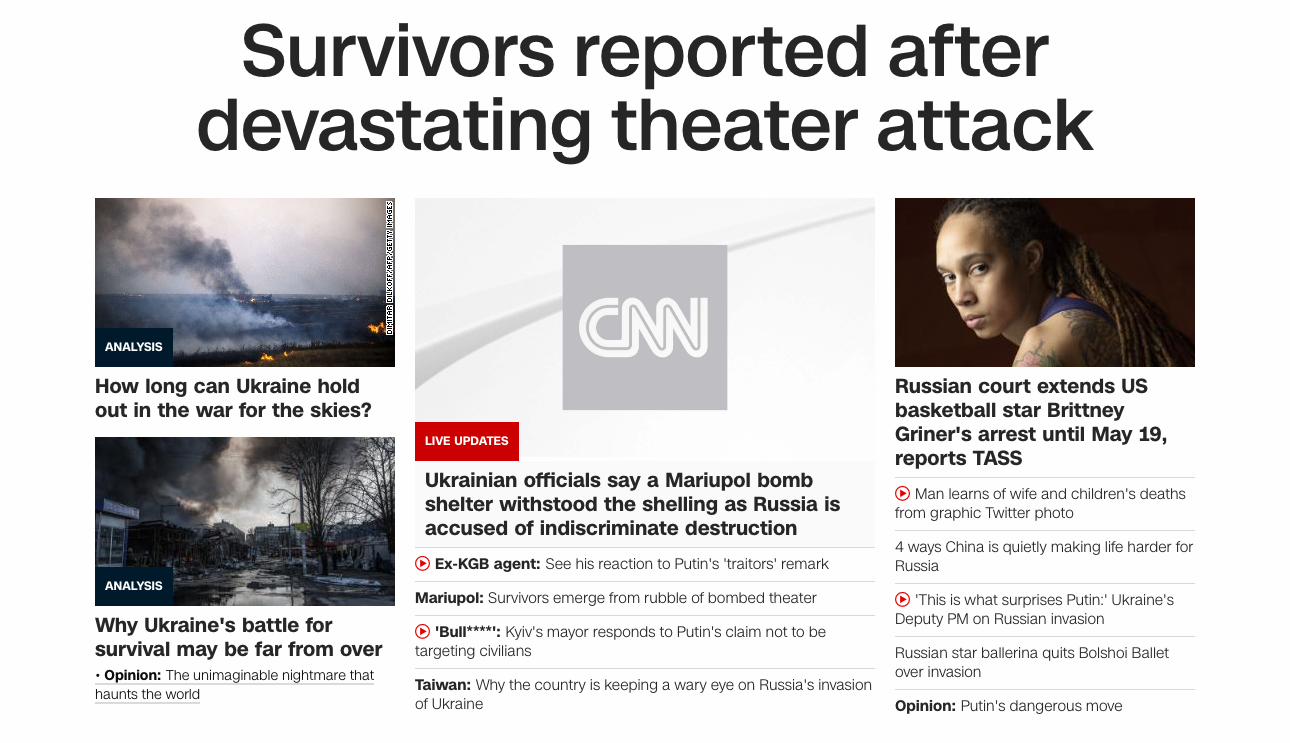 Survivors reported after
devastating theater attack
DIMITAR DILKOFF/AFP/GETTY IMAGES
ANALYSIS
How long can Ukraine hold
out in the war for the skies?
ANALYSIS
Why Ukraine's battle for
survival may be far from over
• Opinion: The unimaginable nightmare that
haunts the world
CNN
LIVE UPDATES
Ukrainian officials say a Mariupol bomb
shelter withstood the shelling as Russia is
accused of indiscriminate destruction
Ex-KGB agent: See his reaction to Putin's 'traitors' remark
Mariupol: Survivors emerge from rubble of bombed theater
'Bull****': Kyiv's mayor responds to Putin's claim not to be
targeting civilians
Taiwan: Why the country is keeping a wary eye on Russia's invasion
of Ukraine
Russian court extends US
basketball star Brittney
Griner's arrest until May 19,
reports TASS
Man learns of wife and children's deaths
from graphic Twitter photo
4 ways China is quietly making life harder for
Russia
'This is what surprises Putin:' Ukraine's
Deputy PM on Russian invasion
Russian star ballerina quits Bolshoi Ballet
over invasion
Opinion: Putin's dangerous move